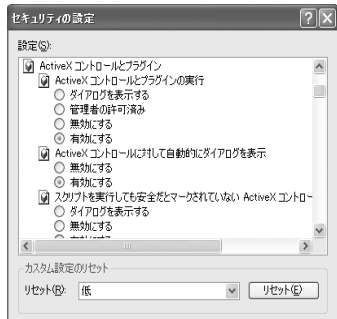 セキュリティの設定
設定(S):
ActiveX コントロールとプラグイン
ActiveX コントロールとプラグインの実行
ダイアログを表示する
管理者の許可済み
無効にする
有効にする
ActiveX コントロールに対して自動的にダイアログを表示
無効にする
有効にする
スクリプトを実行しても安全だとマークされていない ActiveX コントロー
ダイアログを表示する
無効にする
カスタム設定のリセット
リセット(R): 低 リセット(E)